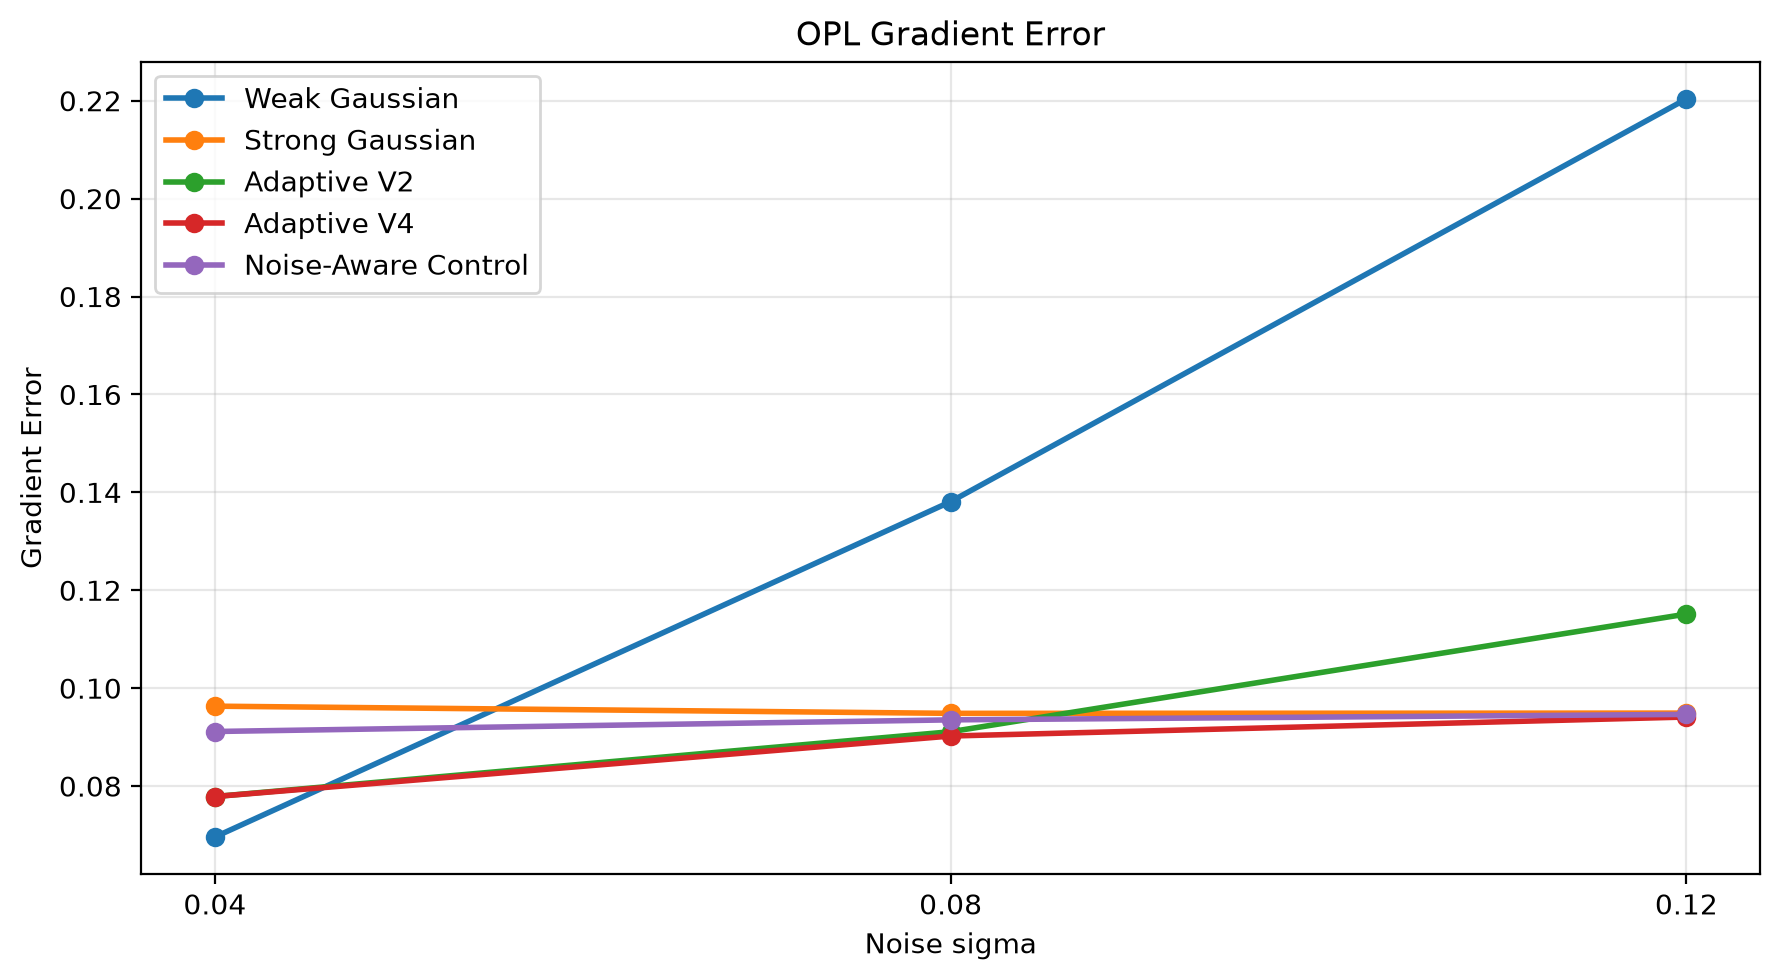 OPL Gradient Error
Weak Gaussian
Strong Gaussian
Adaptive V2
Adaptive V4
Noise-Aware Control
Gradient Error
0.22
0.20
0.18
0.16
0.14
0.12
0.10
0.08
0.04
0.08
0.12
Noise sigma